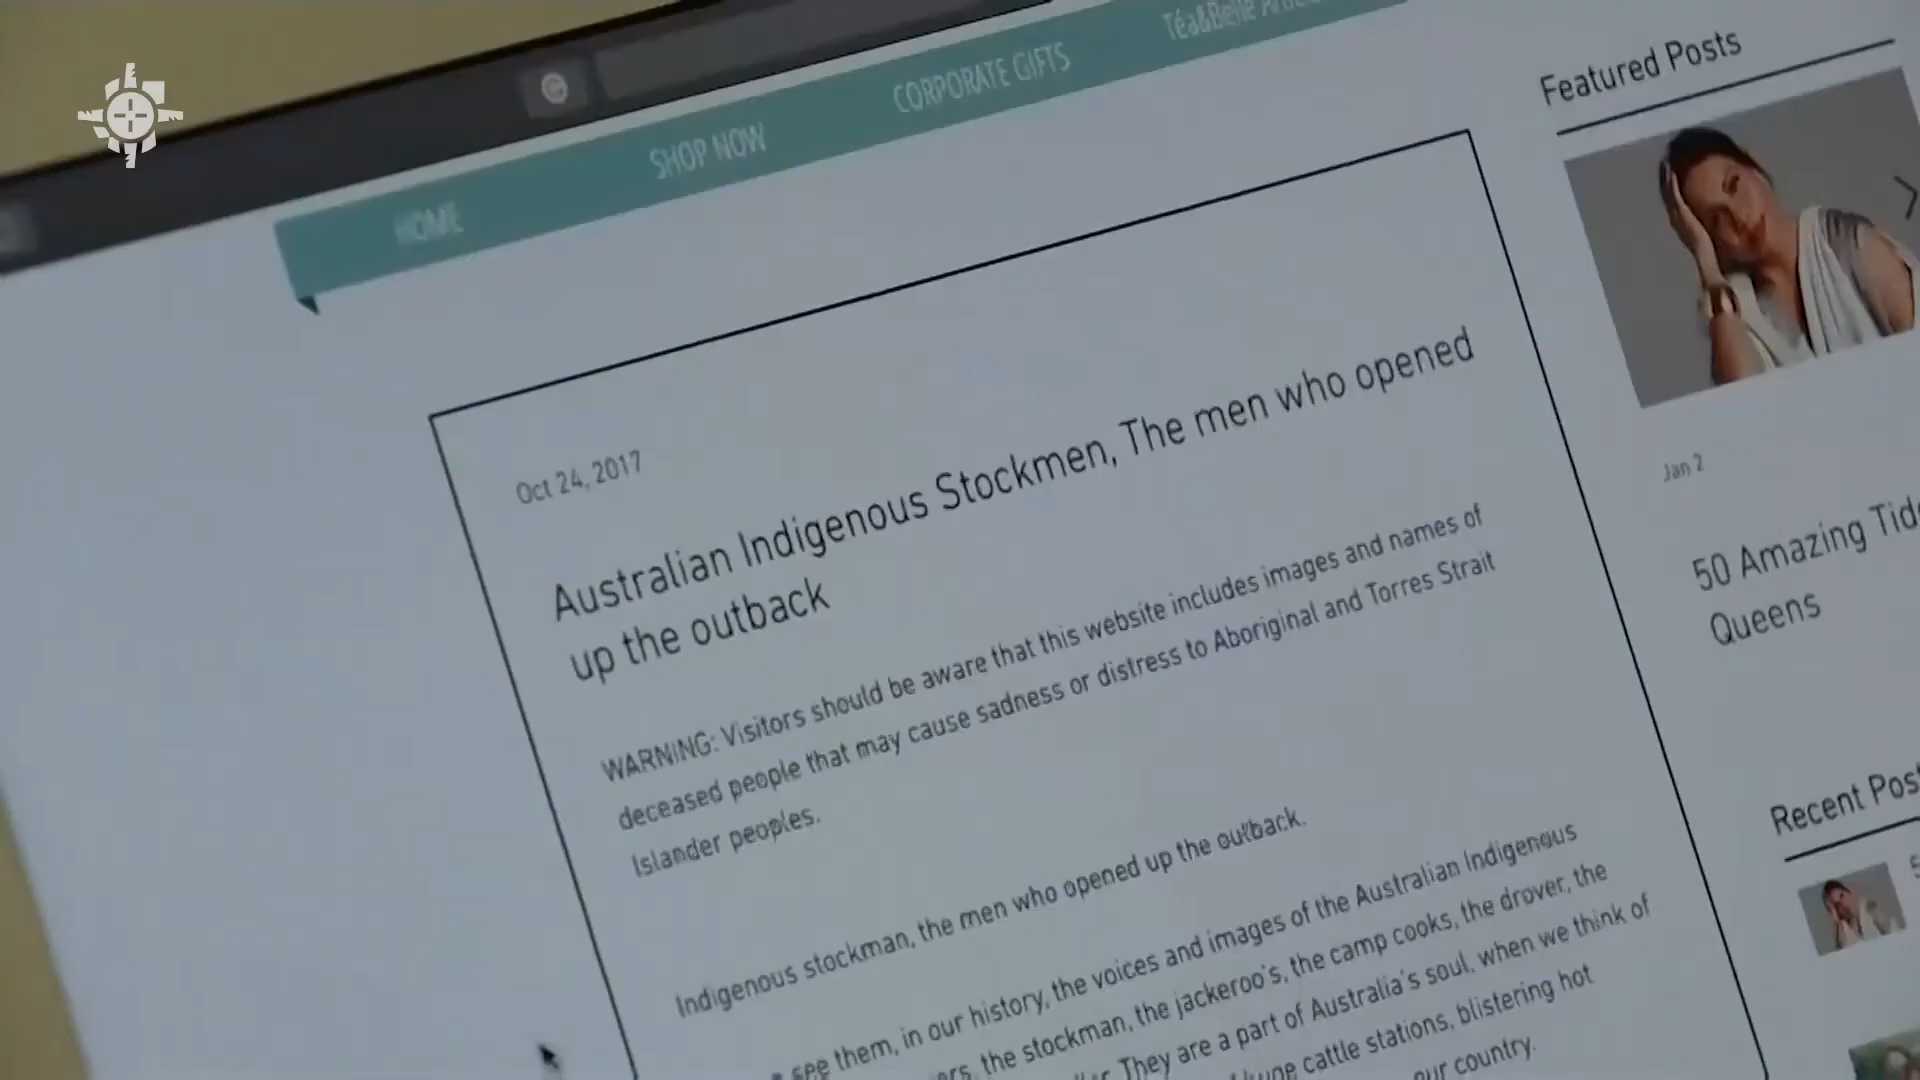 HOME
SHOP NOW
CORPORATE GIFTS
Téa&Belle
Oct 24, 2017
Australian Indigenous Stockmen, The men who opened
up the outback
WARNING: Visitors should be aware that this website includes images and names of
deceased people that may cause sadness or distress to Aboriginal and Torres Strait
Islander peoples.
Indigenous stockman, the men who opened up the outback.
see them, in our history, the voices and images of the Australian Indigenous
the stockman, the jackeroo's, the camp cooks, the drover, the
They are a part of Australia's soul, when we think of
cattle stations, blistering hot
our country.
Featured Posts
Jan 2
50 Amazing
Queens
Recent